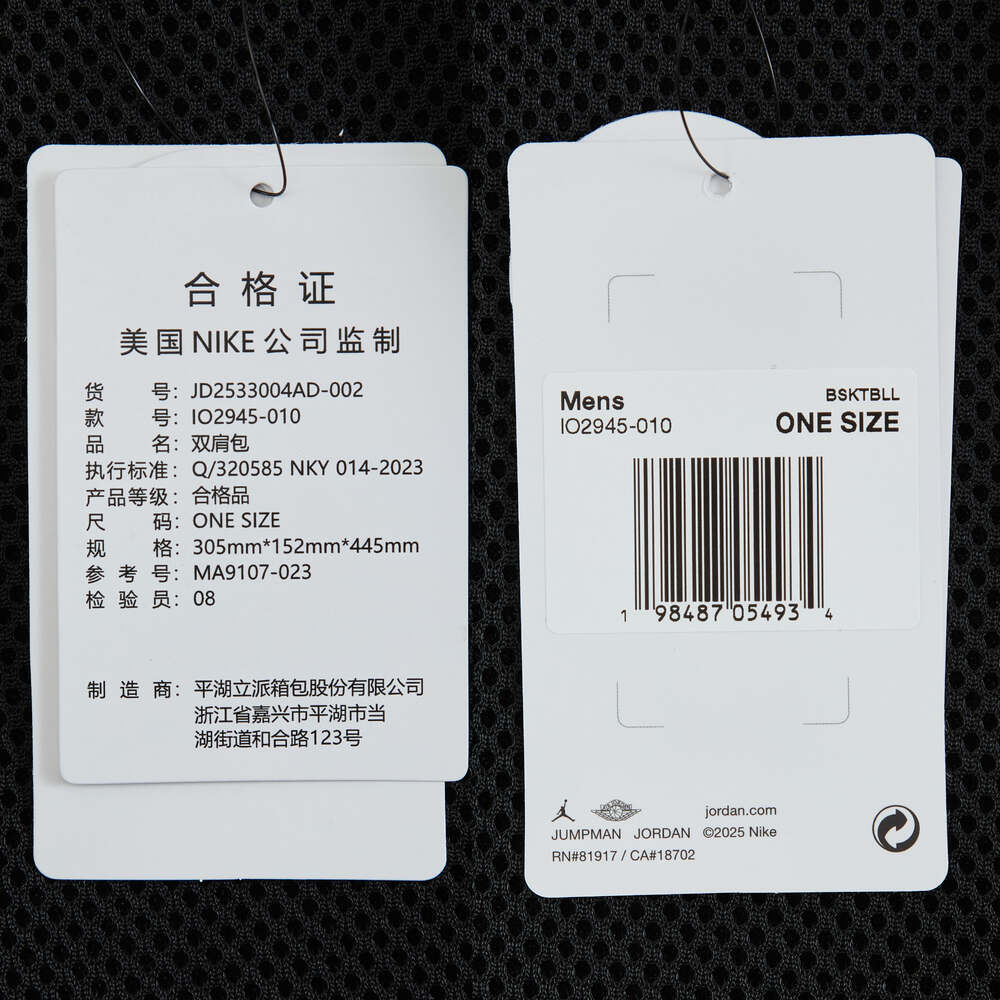 合格证
美国NIKE公司监制
货号：JD2533004AD-002
款号：IO2945-010
品名：双肩包
执行标准：Q/320585 NKY 014-2023
产品等级：合格品
尺码：ONE SIZE
规格：305mm*152mm*445mm
参考号：MA9107-023
检验员：08
制造商：平湖立派箱包股份有限公司
浙江省嘉兴市平湖市当
湖街道和合路123号
Mens
BSKTBLL
IO2945-010
ONE SIZE
1 98487 05493 4
jordan.com
JUMPMAN JORDAN ©2025 Nike
RN#81917 / CA#18702